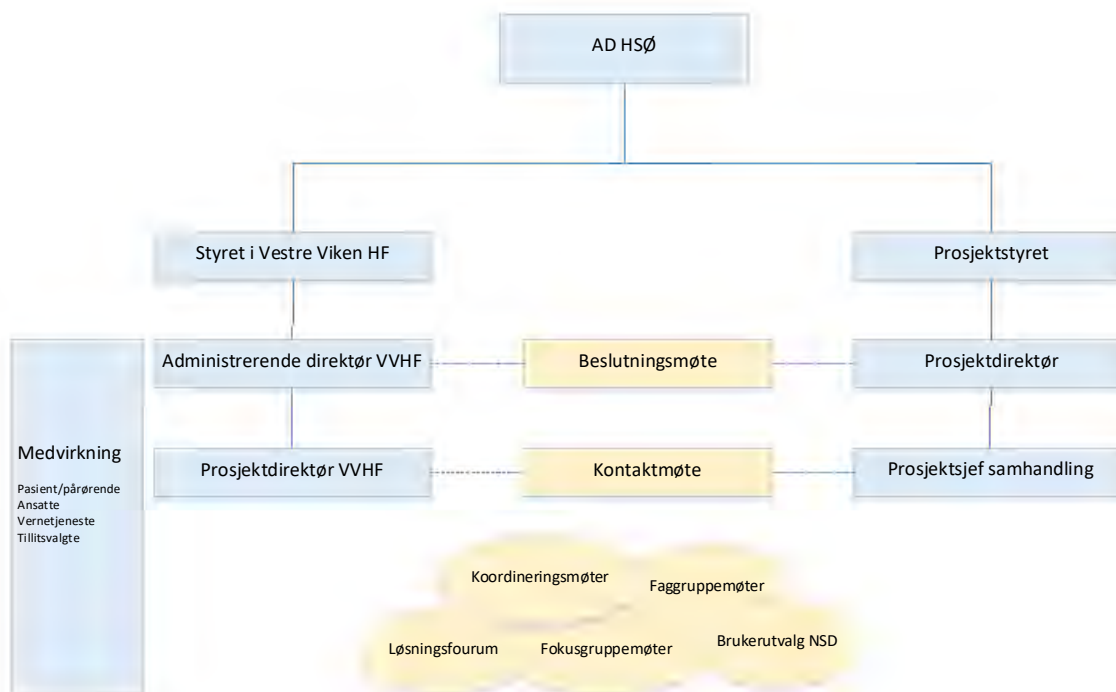 AD HSØ
Styret i Vestre Viken HF
Prosjektstyret
Administrerende direktør VVHF
Beslutningsmøte
Prosjektdirektør
Medvirkning
Pasient/pårørende
Ansatte
Vernetjeneste
Tillitsvalgte
Prosjektdirektør VVHF
Kontaktmøte
Prosjektsjef samhandling
Koordineringsmøter
Faggruppemøter
Løsningsfourum
Fokusgruppemøter
Brukerutvalg NSD